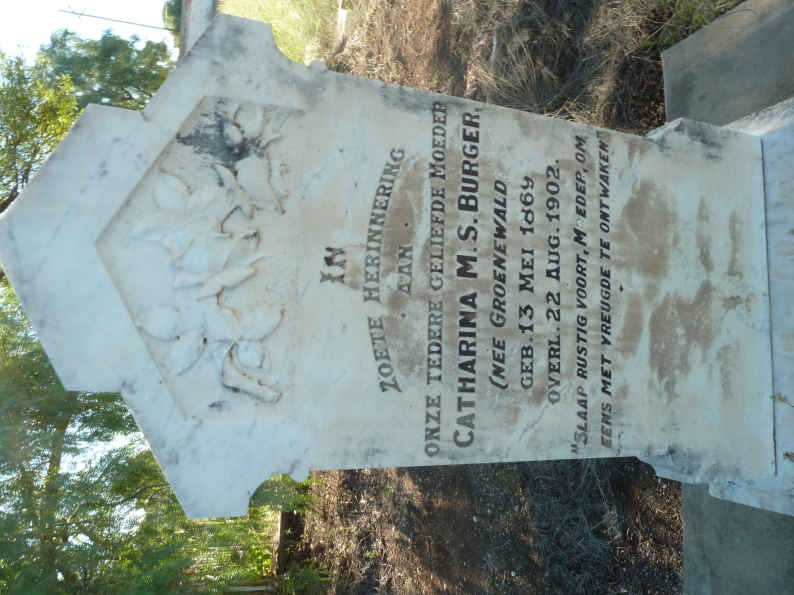 IN
ZOETE HERINNERING
AAN
ONZE TEDERE GELIEFDE MOEDER
CATHARINA M.S. BURGER.
(NEE GROENEWALD
GEB. 13 MEI 1869
OVERL. 22 AUG. 1902.
"SLAAP RUSTIG VOORT, MOEDER, OM,
EENS MET VREUGDE TE ONTWAKEN"